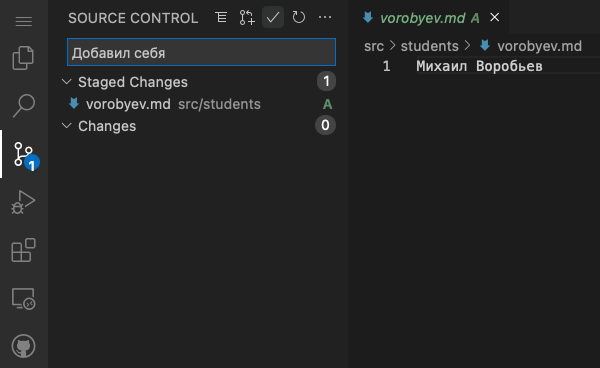 SOURCE CONTROL
Добавил себя
Staged Changes 1
vorobyev.md src/students A
Changes 0
1
vorobyev.md A
src > students > vorobyev.md
1 Михаил Воробьев